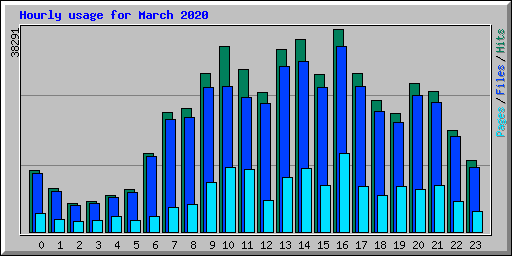 Hourly usage for March 2020
38291
Pages / Files / Hits
0 1 2 3 4 5 6 7 8 9 10 11 12 13 14 15 16 17 18 19 20 21 22 23